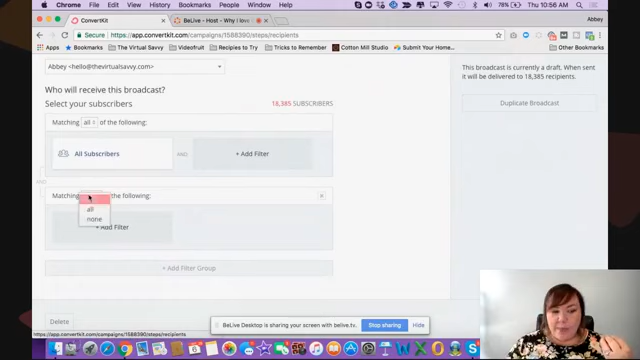 Chrome File Edit View History Bookmarks People Window Help
78% Thu 10:56 AM
ConvertKit
BeLive - Host - Why I lov
Abbey
Secure https://app.convertkit.com/campaigns/1588390/steps/recipients
Bookmarks
The Virtual Savvy
Videofruit
Recipies to Try
Cotton Mill Studio
Submit Your Home...
Other Bookmarks
Abbey <hello@thevirtualsavvy.com>
This broadcast is currently a draft. When sent
it will be delivered to 18,385 recipients.
Who will receive this broadcast?
Select your subscribers
18,385 SUBSCRIBERS
Duplicate Broadcast
Matching all of the following:
All Subscribers
AND
+ Add Filter
AND
Matching
the following:
all
none
+ Add Filter
+ Add Filter Group
Delete
BeLive Desktop is sharing your screen with belive.tv.
Stop sharing
Hide
https://app.convertkit.com/campaigns/1588390/steps/recipients